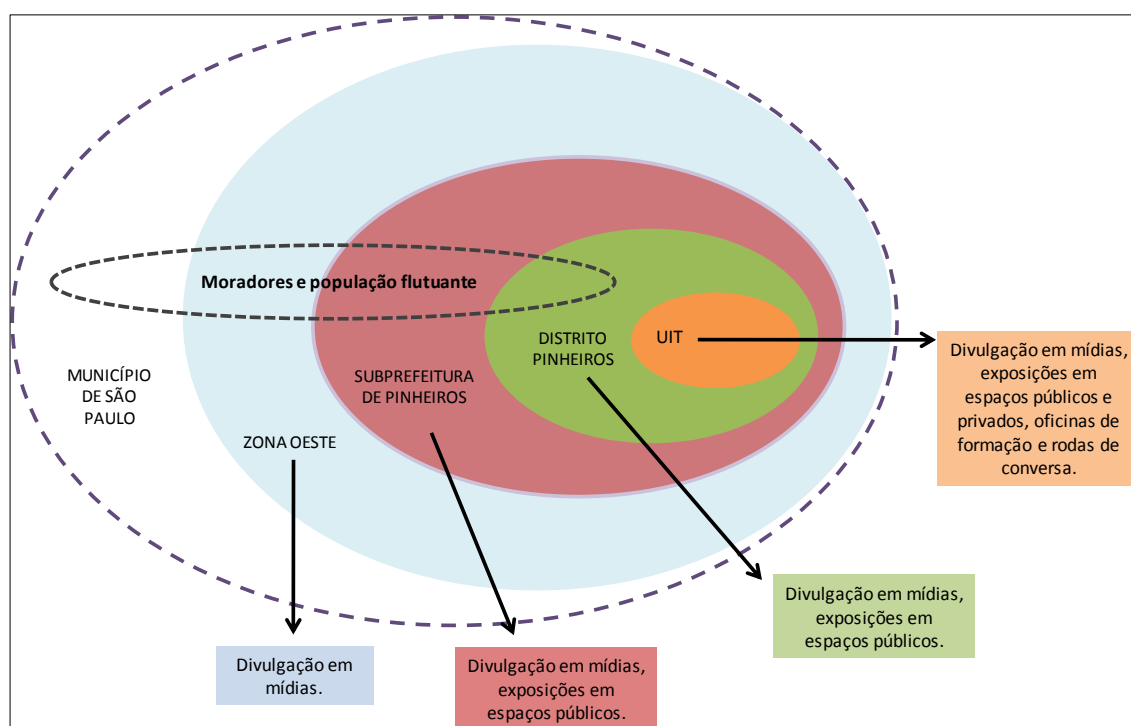 Moradores e população flutuante
MUNICÍPIO
DE SÃO
PAULO
ZONA OESTE
SUBPREFEITURA
DE PINHEIROS
DISTRITO
PINHEIROS
UIT
Divulgação em mídias,
exposições em
espaços públicos e
privados, oficinas de
formação e rodas de
conversa.
Divulgação em mídias,
exposições em
espaços públicos.
Divulgação em
mídias.
Divulgação em mídias,
exposições em
espaços públicos.